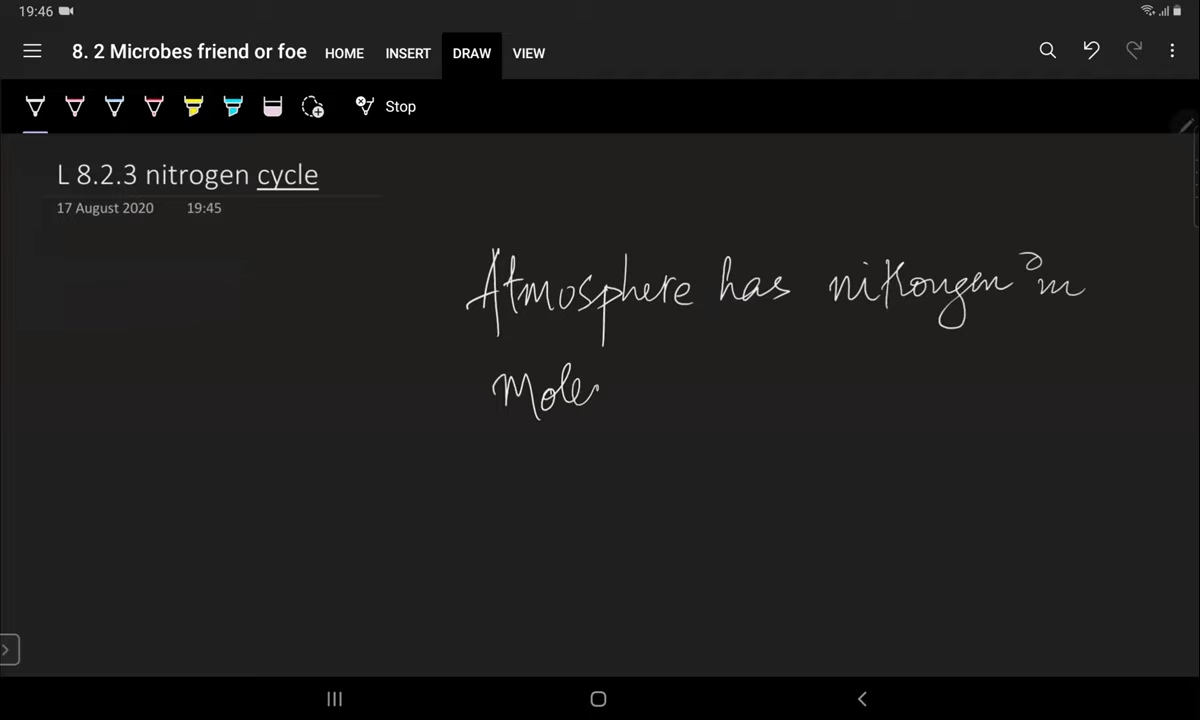 19:46
8. 2 Microbes friend or foe HOME INSERT DRAW VIEW
Stop
L 8.2.3 nitrogen cycle
17 August 2020 19:45
Atmosphere has nitrongen in
Mole